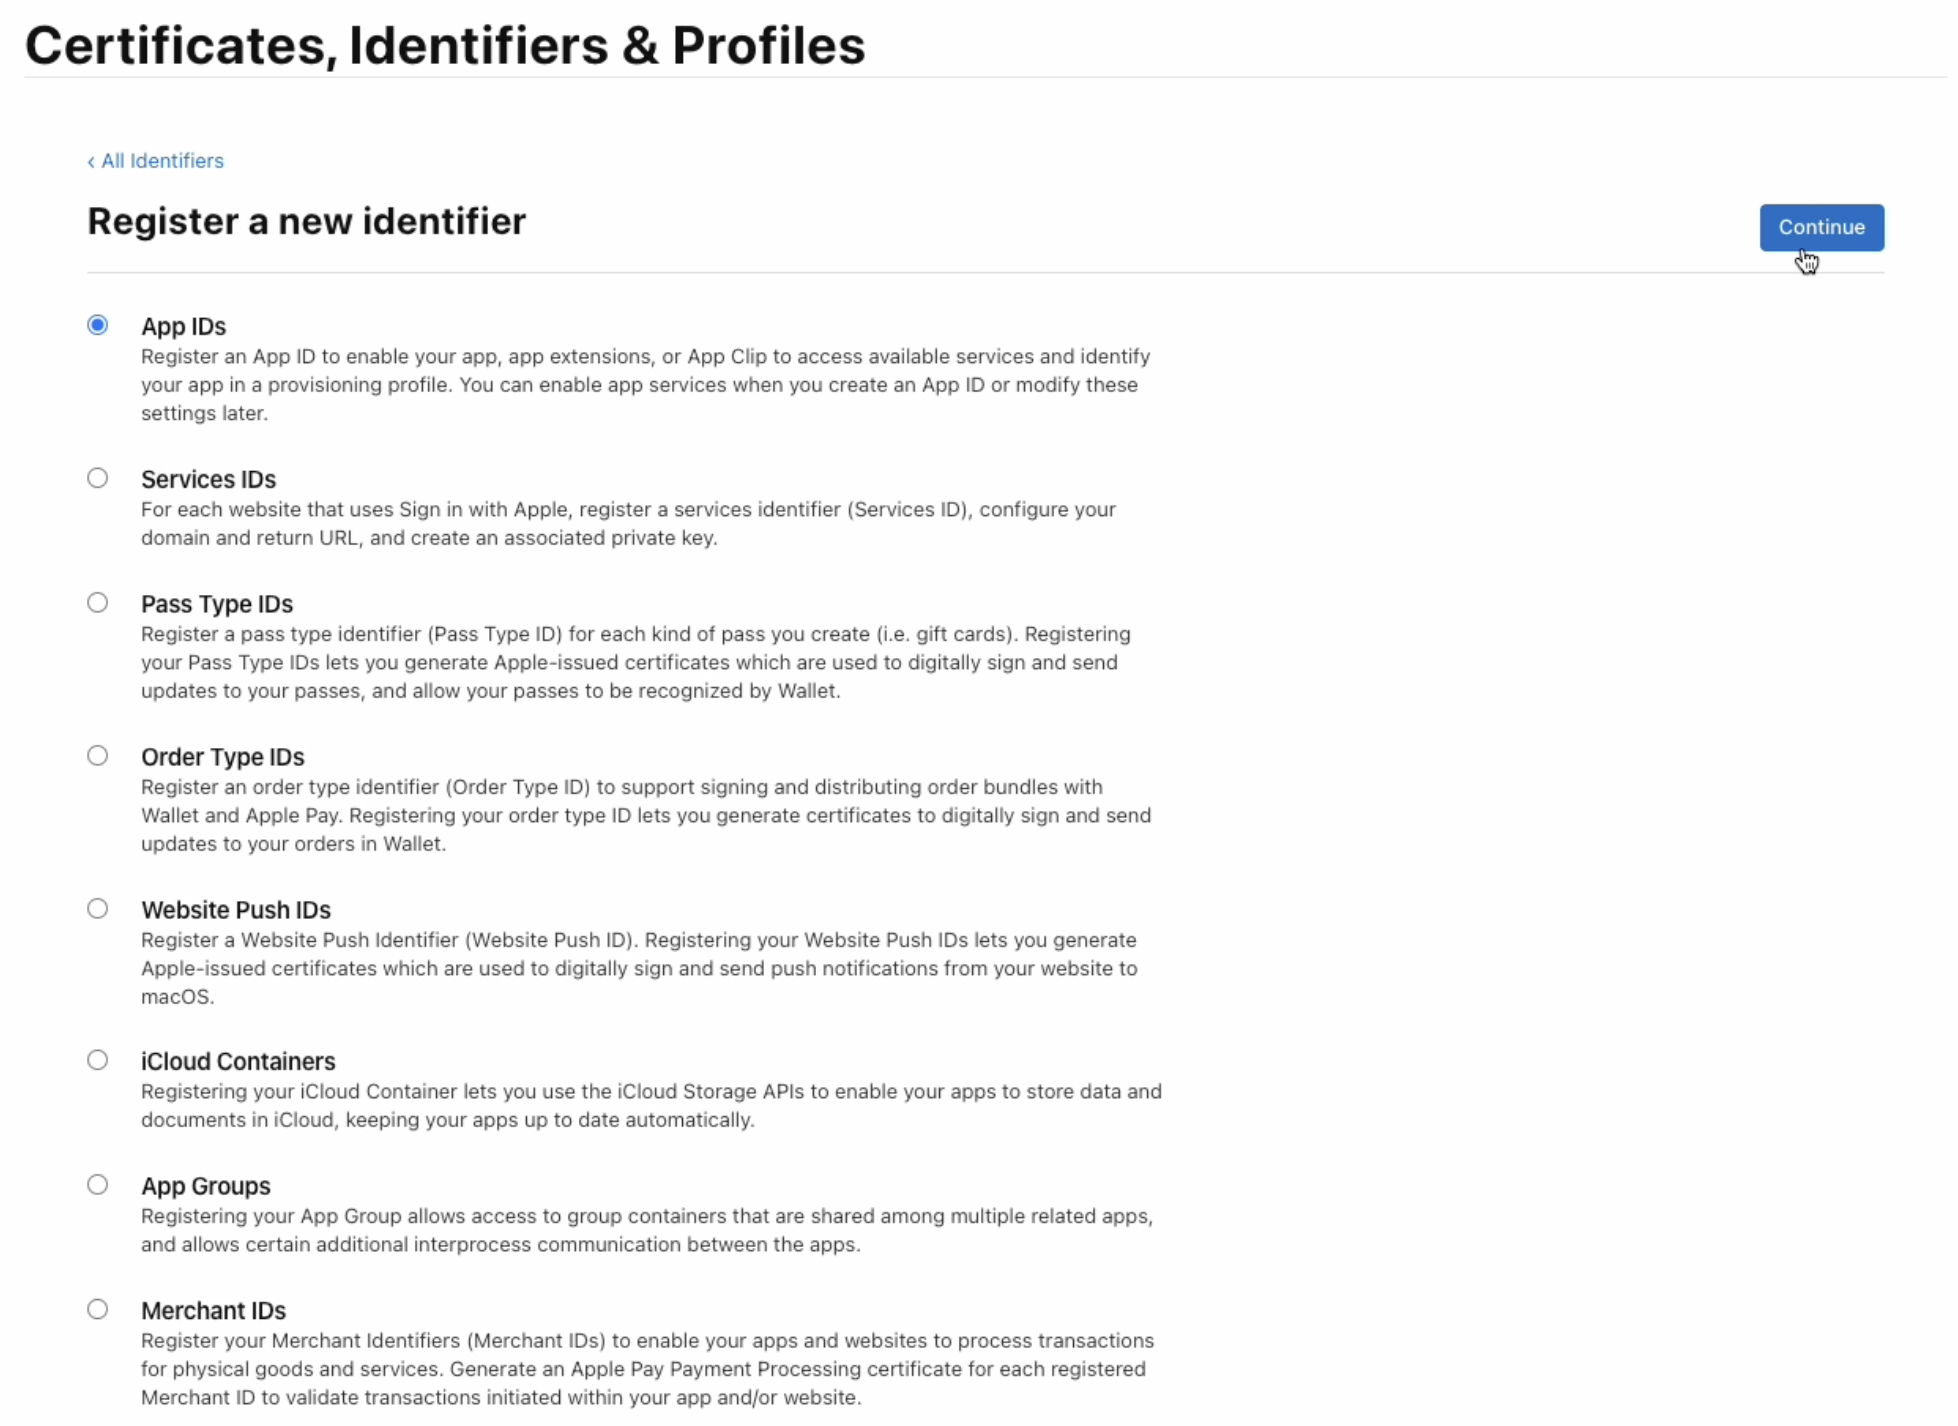 Certificates, Identifiers & Profiles
‹ All Identifiers
Register a new identifier
Continue
App IDs
Register an App ID to enable your app, app extensions, or App Clip to access available services and identify
your app in a provisioning profile. You can enable app services when you create an App ID or modify these
settings later.
Services IDs
For each website that uses Sign in with Apple, register a services identifier (Services ID), configure your
domain and return URL, and create an associated private key.
Pass Type IDs
Register a pass type identifier (Pass Type ID) for each kind of pass you create (i.e. gift cards). Registering
your Pass Type IDs lets you generate Apple-issued certificates which are used to digitally sign and send
updates to your passes, and allow your passes to be recognized by Wallet.
Order Type IDs
Register an order type identifier (Order Type ID) to support signing and distributing order bundles with
Wallet and Apple Pay. Registering your order type ID lets you generate certificates to digitally sign and send
updates to your orders in Wallet.
Website Push IDs
Register a Website Push Identifier (Website Push ID). Registering your Website Push IDs lets you generate
Apple-issued certificates which are used to digitally sign and send push notifications from your website to
macOS.
iCloud Containers
Registering your iCloud Container lets you use the iCloud Storage APIs to enable your apps to store data and
documents in iCloud, keeping your apps up to date automatically.
App Groups
Registering your App Group allows access to group containers that are shared among multiple related apps,
and allows certain additional interprocess communication between the apps.
Merchant IDs
Register your Merchant Identifiers (Merchant IDs) to enable your apps and websites to process transactions
for physical goods and services. Generate an Apple Pay Payment Processing certificate for each registered
Merchant ID to validate transactions initiated within your app and/or website.